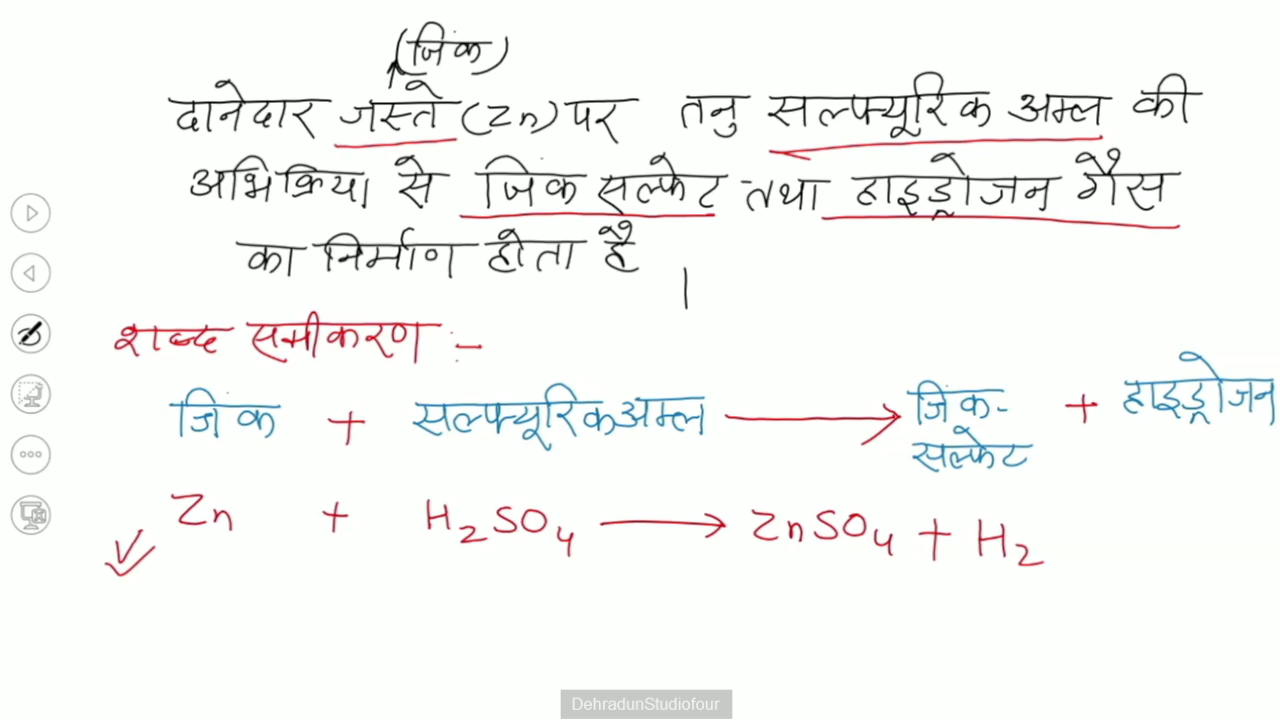 (जिंक)
दानेदार जस्ते (Zn) पर तनु सल्फ्यूरिक अम्ल की
अभिक्रिया से जिंक सल्फेट तथा हाइड्रोजन गैस
का निर्माण होता है |
शब्द समीकरण :-
जिंक + सल्फ्यूरिक अम्ल ⟶ जिंक- + हाइड्रोजन
सल्फेट
Zn + H₂SO₄ ⟶ ZnSO₄ + H₂
DehradunStudiofour